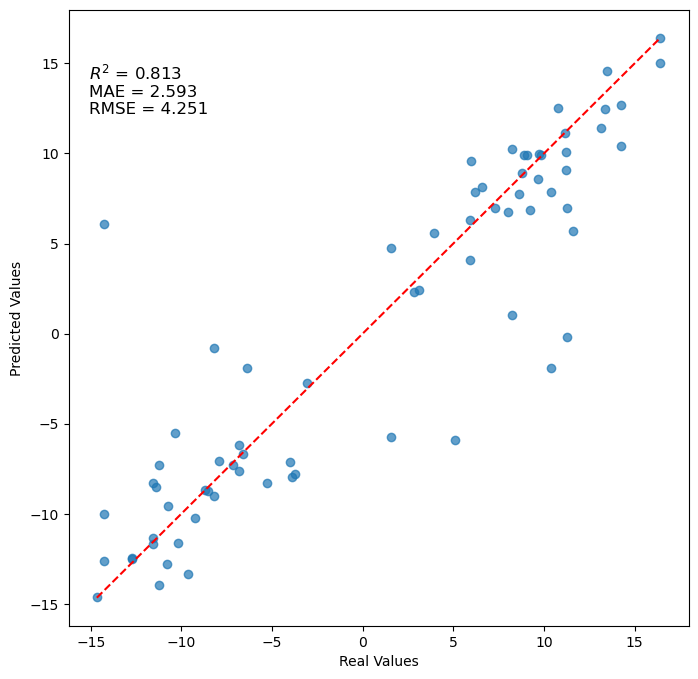 R² = 0.813
MAE = 2.593
RMSE = 4.251
Predicted Values
15
10
5
0
−5
−10
−15
−15
−10
−5
0
5
10
15
Real Values